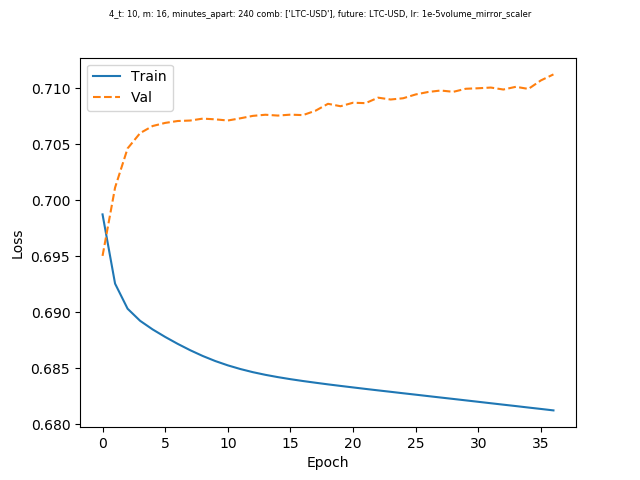 4_t: 10, m: 16, minutes_apart: 240 comb: ['LTC-USD'], future: LTC-USD, lr: 1e-5volume_mirror_scaler
Train
Val
0.710
0.705
0.700
0.695
0.690
0.685
0.680
Loss
0 5 10 15 20 25 30 35
Epoch